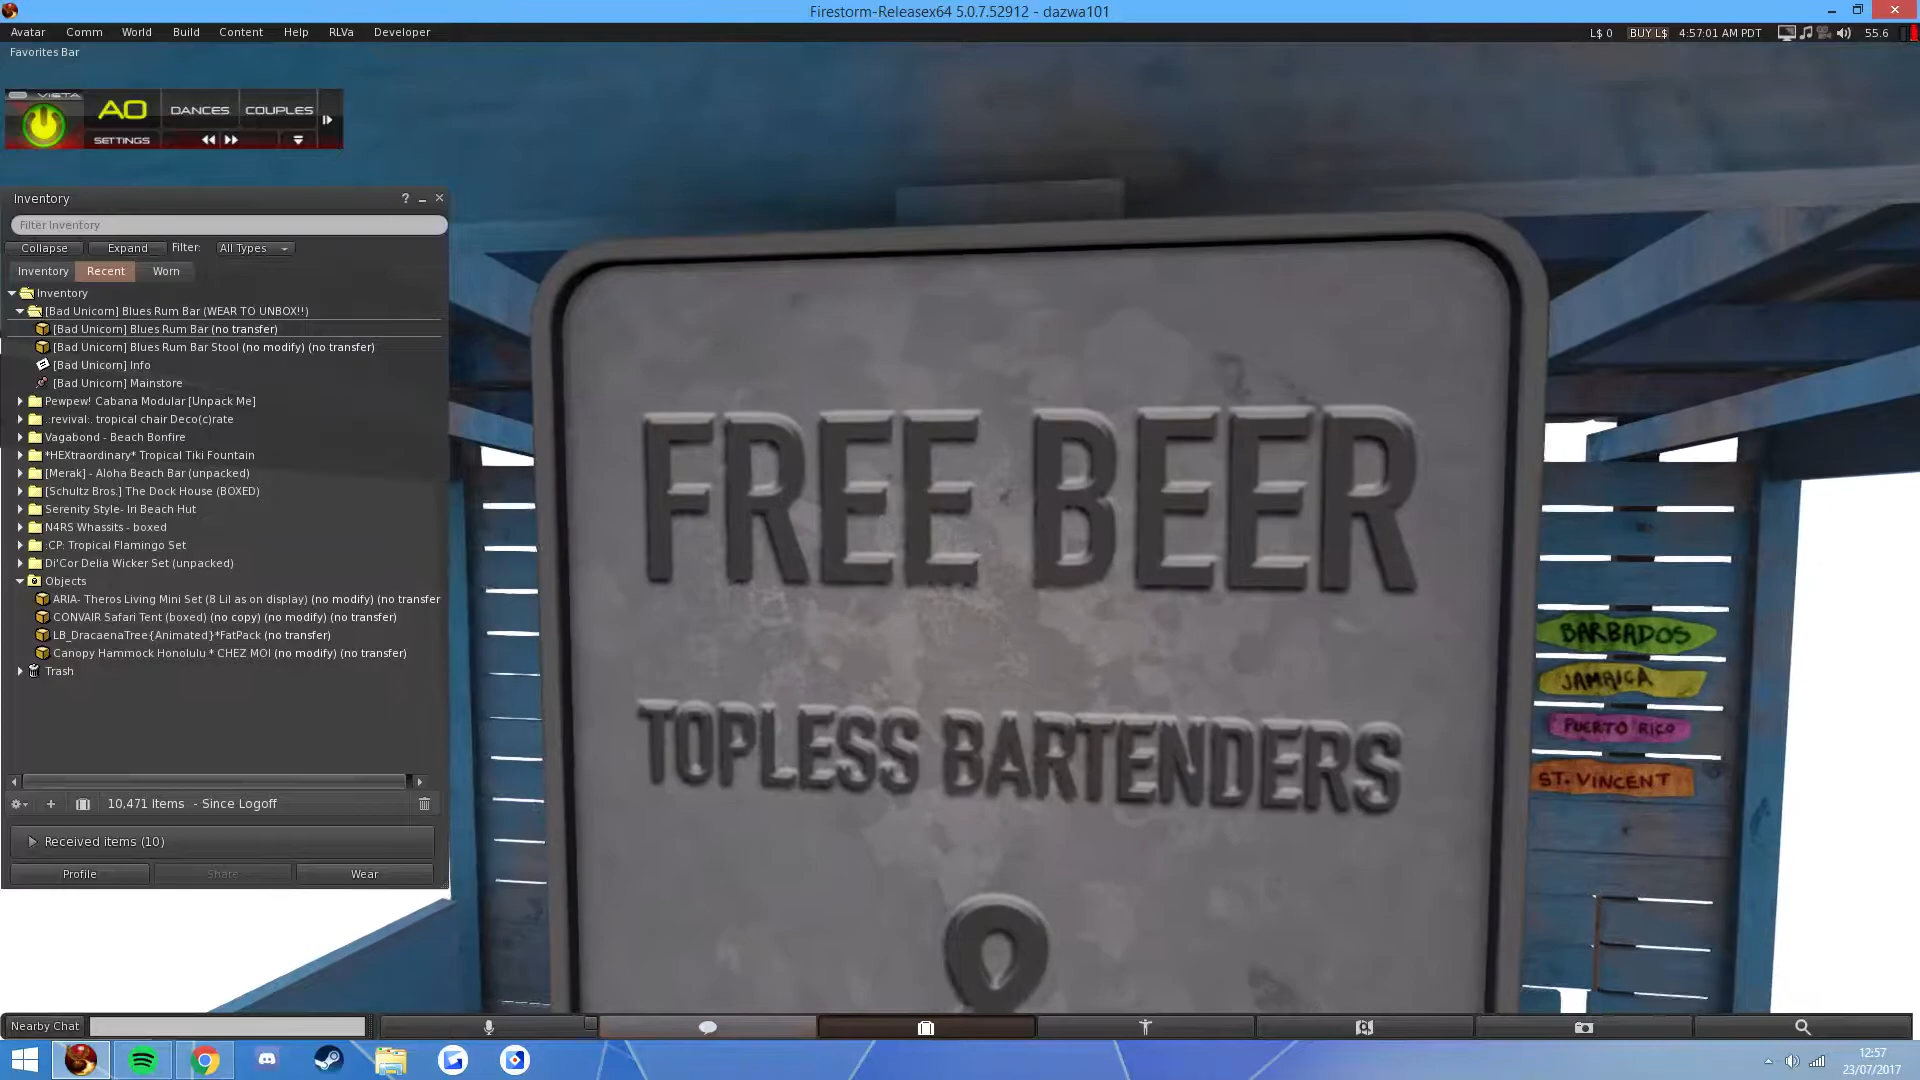 Firestorm-Releasex64 5.0.7.52912 - dazwa101
Avatar Comm World Build Content Help RLVa Developer
L$ 0 BUY L$ 4:57:01 AM PDT 55.6
Favorites Bar
VISTA
AO DANCES COUPLES
SETTINGS
Inventory ?
Filter Inventory
Collapse Expand Filter: All Types
Inventory Recent Worn
Inventory
[Bad Unicorn] Blues Rum Bar (WEAR TO UNBOX!!)
[Bad Unicorn] Blues Rum Bar (no transfer)
[Bad Unicorn] Blues Rum Bar Stool (no modify) (no transfer)
[Bad Unicorn] Info
[Bad Unicorn] Mainstore
Pewpew! Cabana Modular [Unpack Me]
.:revival:. tropical chair Deco(c)rate
Vagabond - Beach Bonfire
*HEXtraordinary* Tropical Tiki Fountain
[Merak] - Aloha Beach Bar (unpacked)
[Schultz Bros.] The Dock House (BOXED)
Serenity Style- Iri Beach Hut
N4RS Whassits - boxed
:CP: Tropical Flamingo Set
Di'Cor Delia Wicker Set (unpacked)
Objects
ARIA- Theros Living Mini Set (8 Lil as on display) (no modify) (no transfer
CONVAIR Safari Tent (boxed) (no copy) (no modify) (no transfer)
LB_DracaenaTree{Animated}*FatPack (no transfer)
Canopy Hammock Honolulu * CHEZ MOI (no modify) (no transfer)
Trash
10,471 Items - Since Logoff
Received items (10)
Profile Share Wear
FREE BEER
TOPLESS BARTENDERS
&
BARBADOS
JAMAICA
PUERTO RICO
ST. VINCENT
Nearby Chat
12:57
23/07/2017